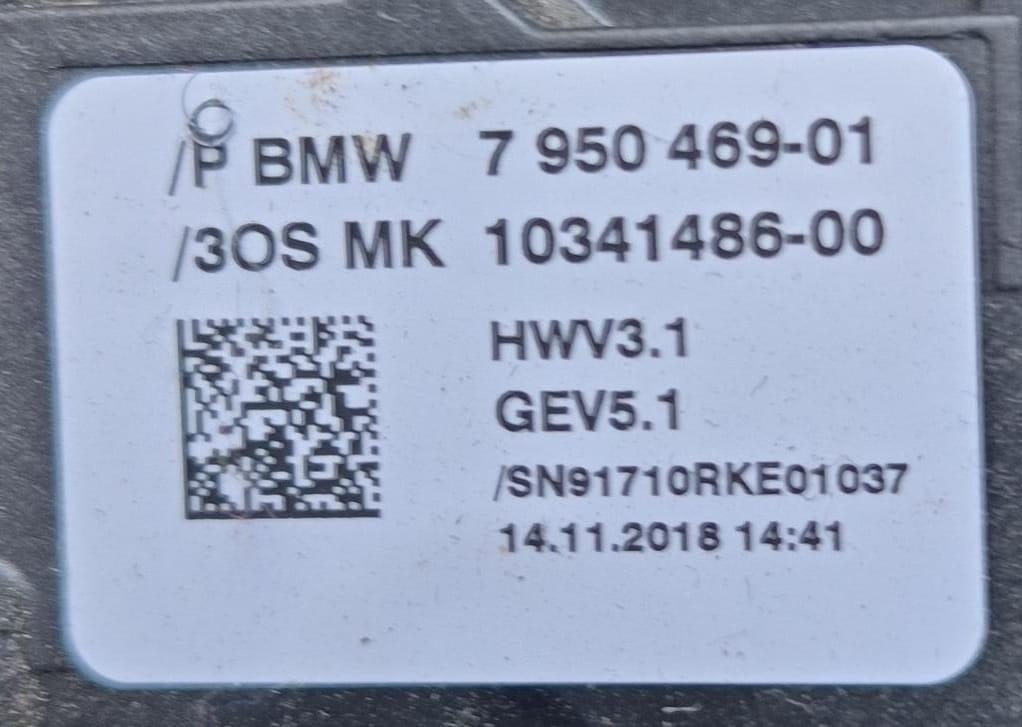 /P BMW 7 950 469-01
/3OS MK 10341486-00
HWV3.1
GEV5.1
/SN91710RKE01037
14.11.2018 14:41